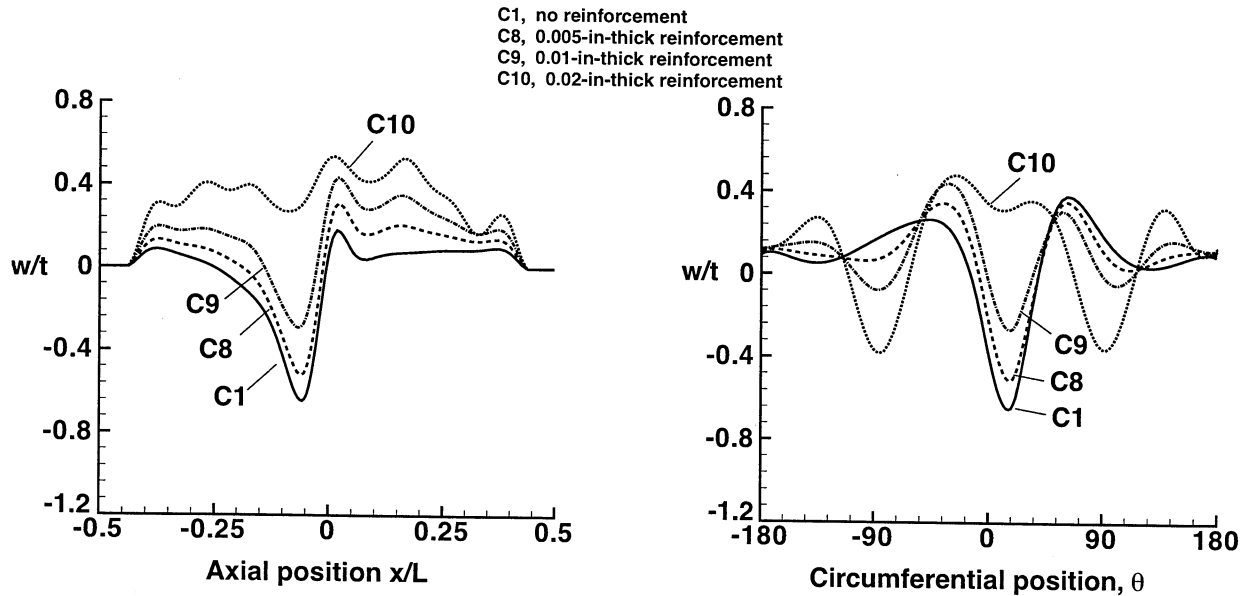 C1, no reinforcement
C8, 0.005-in-thick reinforcement
C9, 0.01-in-thick reinforcement
C10, 0.02-in-thick reinforcement
0.8
0.4
w/t
0
-0.4
-0.8
-1.2
-0.5
-0.25
0
0.25
0.5
Axial position x/L
C10
C9
C8
C1
0.8
0.4
w/t
0
-0.4
-0.8
-1.2
-180
-90
0
90
180
Circumferential position, θ
C10
C9
C8
C1